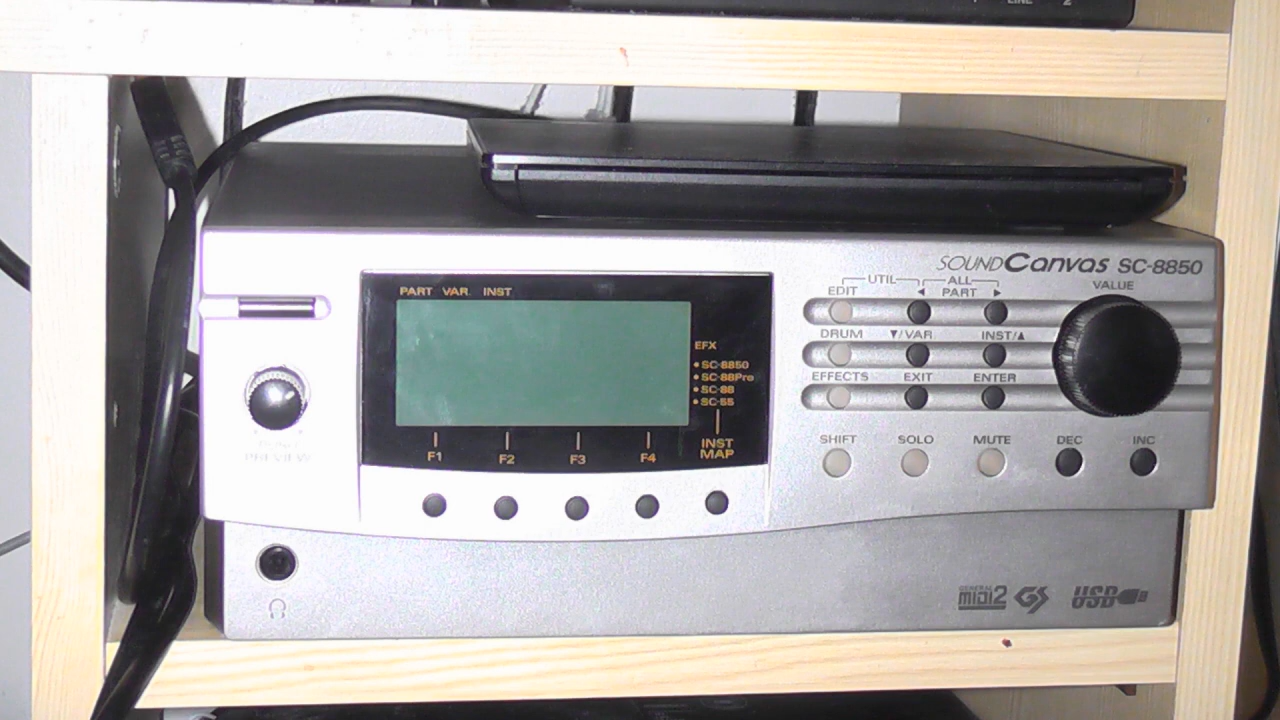 LINE 2
SOUND Canvas SC-8850
PART VAR. INST
UTIL ALL
EDIT ◀ PART ▶
VALUE
DRUM ▼/VAR INST/▲
EFX
• SC-8850
• SC-88Pro
• SC-88
• SC-55
EFFECTS EXIT ENTER
SHIFT SOLO MUTE DEC INC
F1 F2 F3 F4 INST
MAP
PREVIEW
GENERAL
midi2 GS USB